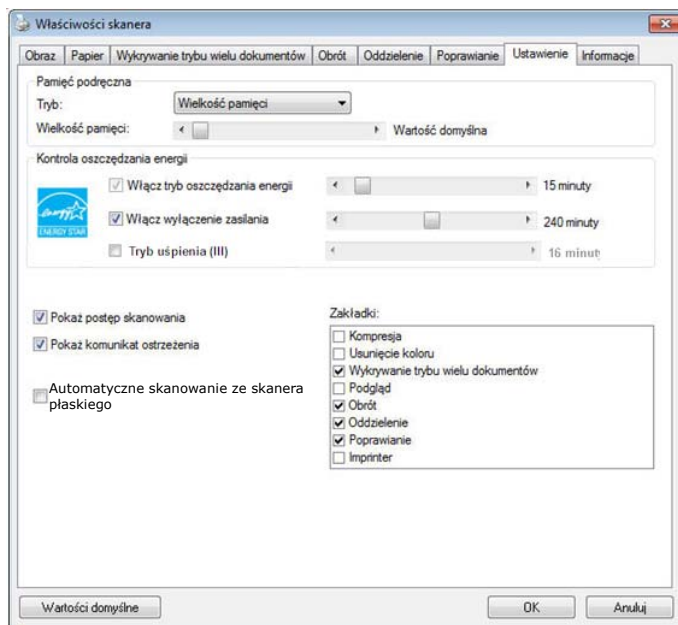 Właściwości skanera
Obraz Papier Wykrywanie trybu wielu dokumentów Obrót Oddzielenie Poprawianie Ustawienie Informacje
Pamięć podręczna
Tryb: Wielkość pamięci
Wielkość pamięci: Wartość domyślna
Kontrola oszczędzania energii
energy
ENERGY STAR
Włącz tryb oszczędzania energii 15 minuty
Włącz wyłączenie zasilania 240 minuty
Tryb uśpienia (III) 16 minuty
Pokaż postęp skanowania
Pokaż komunikat ostrzeżenia
Automatyczne skanowanie ze skanera
płaskiego
Zakładki:
Kompresja
Usunięcie koloru
Wykrywanie trybu wielu dokumentów
Podgląd
Obrót
Oddzielenie
Poprawianie
Imprinter
Wartości domyślne OK Anuluj